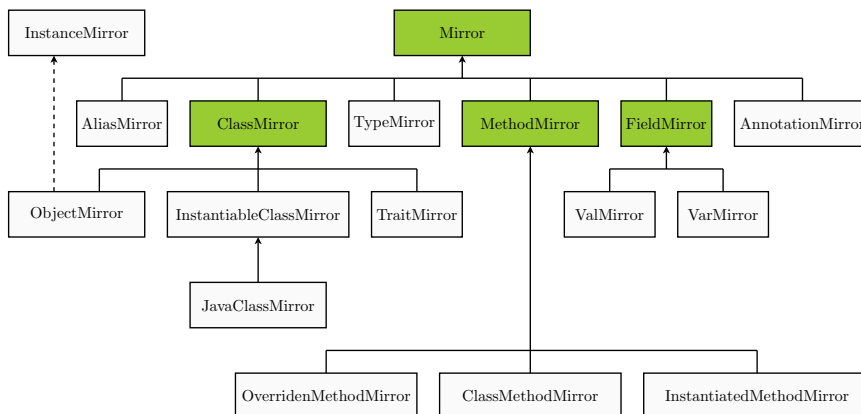 InstanceMirror
Mirror
AliasMirror
ClassMirror
TypeMirror
MethodMirror
FieldMirror
AnnotationMirror
ObjectMirror
InstantiableClassMirror
TraitMirror
ValMirror
VarMirror
JavaClassMirror
OverridenMethodMirror
ClassMethodMirror
InstantiatedMethodMirror